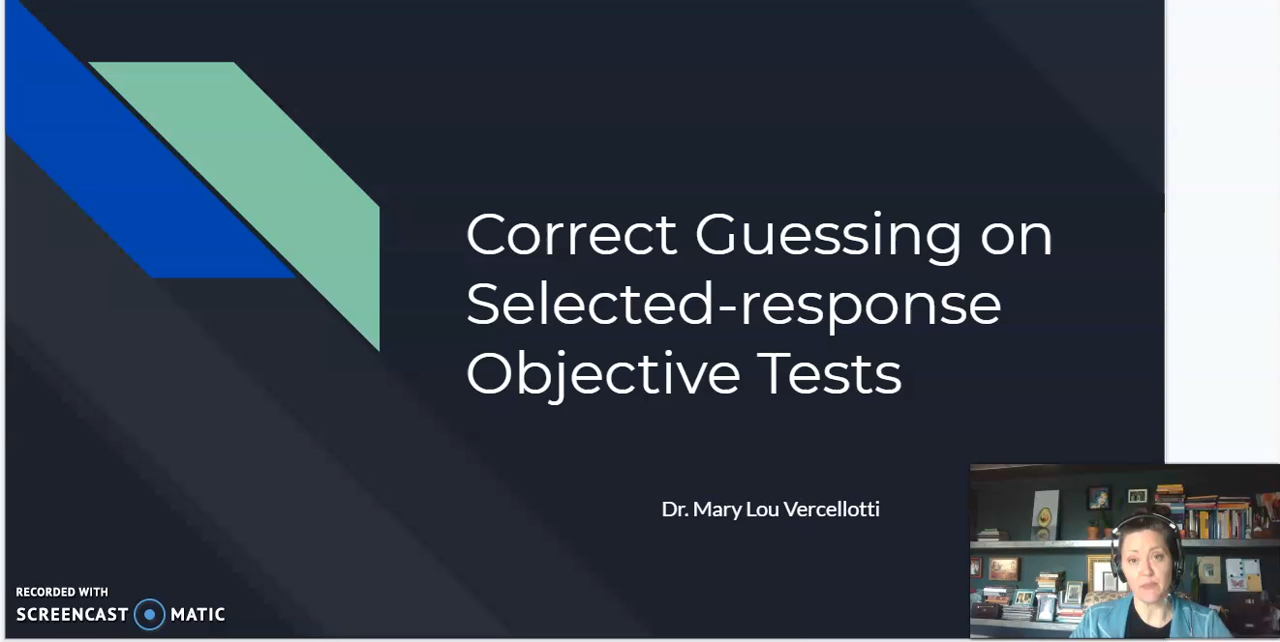 Correct Guessing on
Selected-response
Objective Tests
Dr. Mary Lou Vercellotti
RECORDED WITH
SCREENCAST MATIC